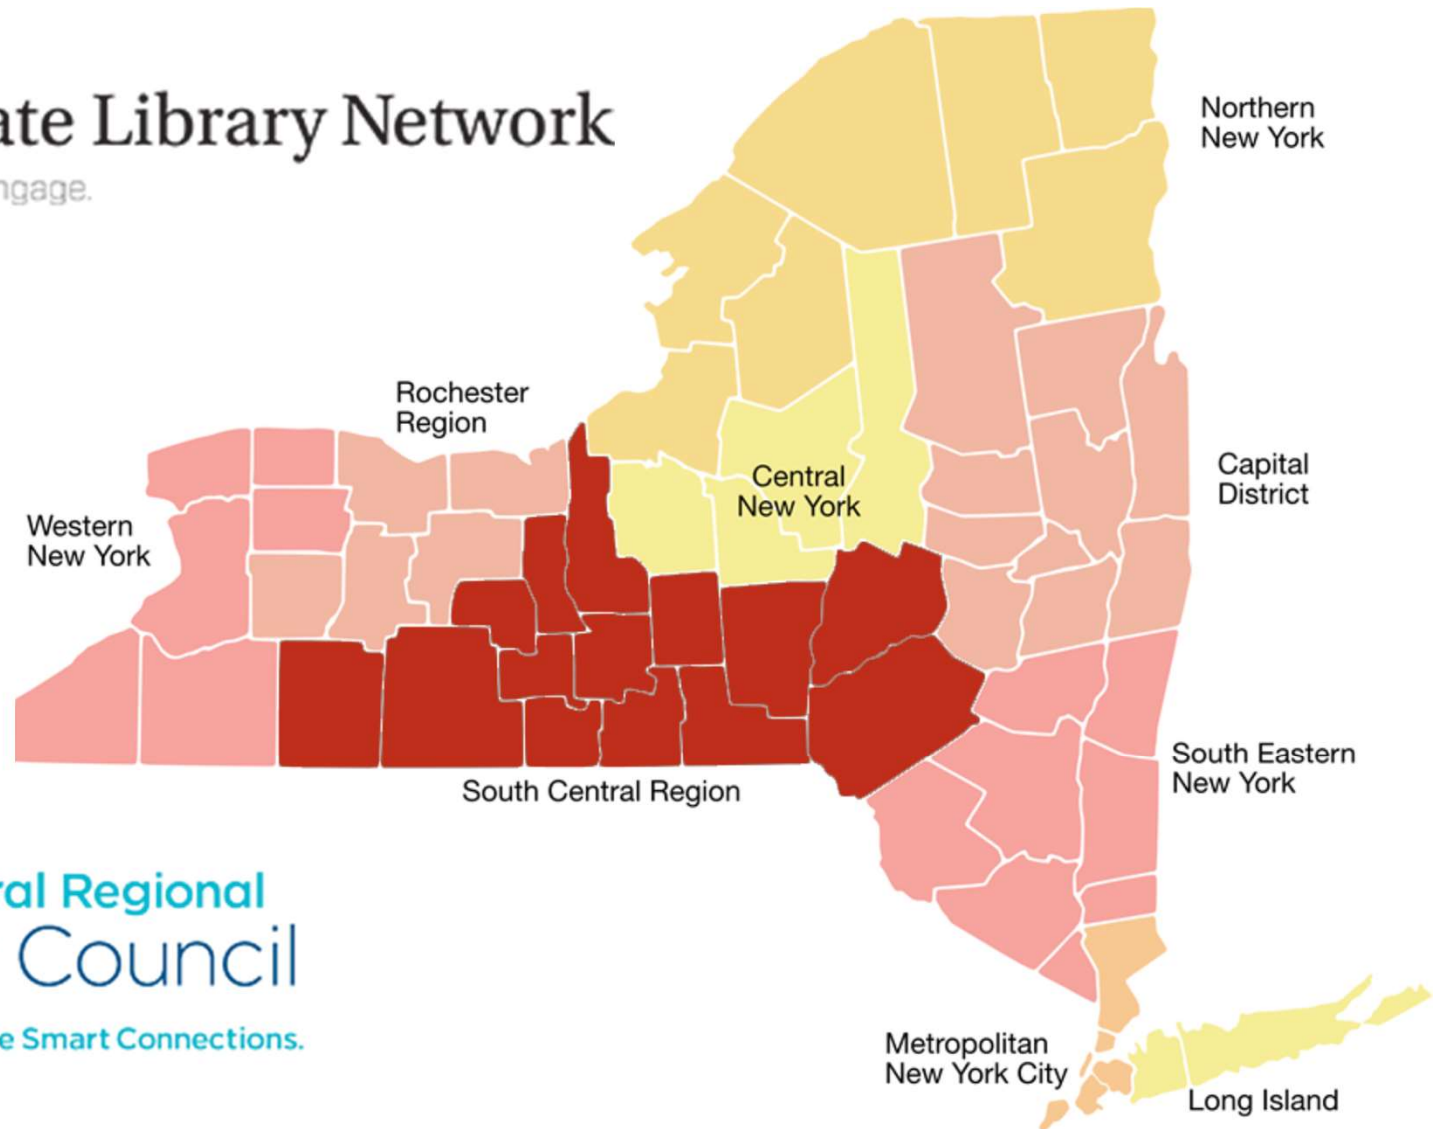 ate Library Network
ngage.
Northern
New York
Rochester
Region
Central
New York
Capital
District
Western
New York
South Central Region
South Eastern
New York
ral Regional
Council
e Smart Connections.
Metropolitan
New York City
Long Island